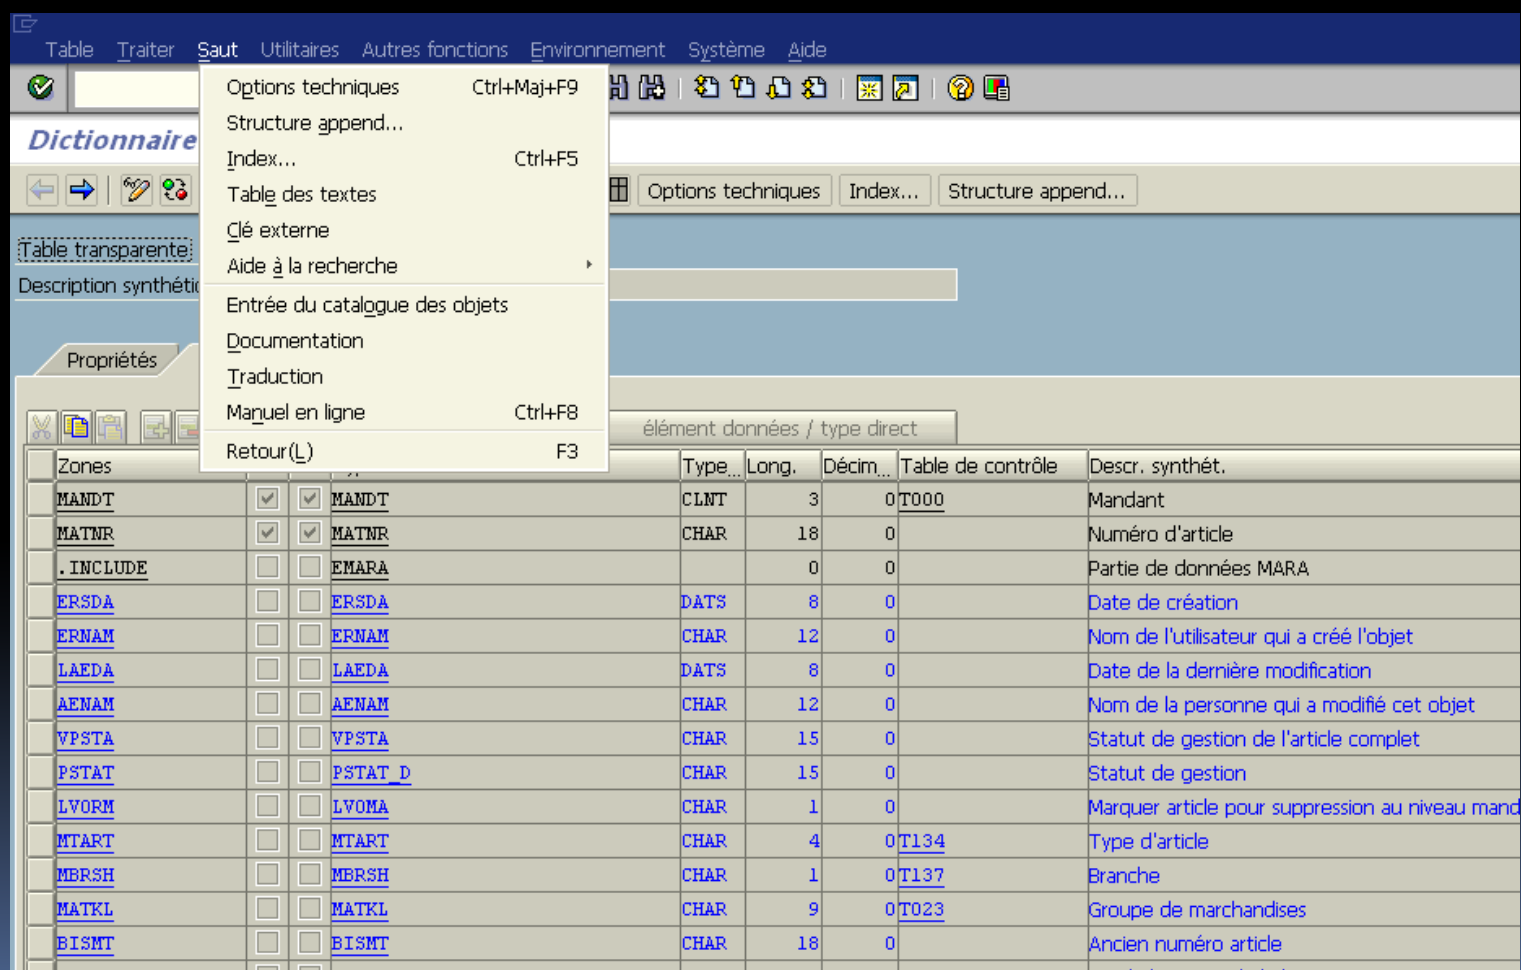 Table Traiter Saut Utilitaires Autres fonctions Environnement Système Aide
Options techniques Ctrl+Maj+F9
Structure append...
Dictionnaire
Index... Ctrl+F5
Table des textes
Options techniques Index... Structure append...
Clé externe
Table transparente
Aide à la recherche
Description synthétiq
Entrée du catalogue des objets
Documentation
Propriétés
Traduction
Manuel en ligne Ctrl+F8
élément données / type direct
Retour(L) F3
Zones Type... Long. Décim... Table de contrôle Descr. synthét.
MANDT MANDT CLNT 3 0 T000 Mandant
MATNR MATNR CHAR 18 0 Numéro d'article
.INCLUDE EMARA 0 0 Partie de données MARA
ERSDA ERSDA DATS 8 0 Date de création
ERNAM ERNAM CHAR 12 0 Nom de l'utilisateur qui a créé l'objet
LAEDA LAEDA DATS 8 0 Date de la dernière modification
AENAM AENAM CHAR 12 0 Nom de la personne qui a modifié cet objet
VPSTA VPSTA CHAR 15 0 Statut de gestion de l'article complet
PSTAT PSTAT_D CHAR 15 0 Statut de gestion
LVORM LVOMA CHAR 1 0 Marquer article pour suppression au niveau mand
MTART MTART CHAR 4 0 T134 Type d'article
MBRSH MBRSH CHAR 1 0 T137 Branche
MATKL MATKL CHAR 9 0 T023 Groupe de marchandises
BISMT BISMT CHAR 18 0 Ancien numéro article